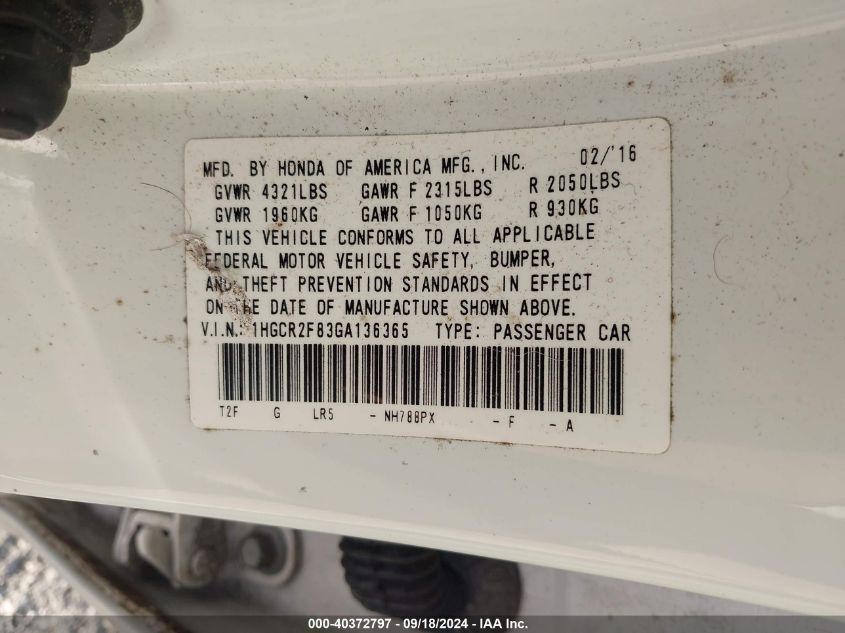 MFD. BY HONDA OF AMERICA MFG., INC. 02/'16
GVWR 4321LBS GAWR F 2315LBS R 2050LBS
GVWR 1960KG GAWR F 1050KG R 930KG
THIS VEHICLE CONFORMS TO ALL APPLICABLE
FEDERAL MOTOR VEHICLE SAFETY, BUMPER,
AND THEFT PREVENTION STANDARDS IN EFFECT
ON THE DATE OF MANUFACTURE SHOWN ABOVE.
V.I.N.: 1HGCR2F83GA136365 TYPE: PASSENGER CAR
T2F G LR5 - NH788PX - F - A
000-40372797 - 09/18/2024 - IAA Inc.